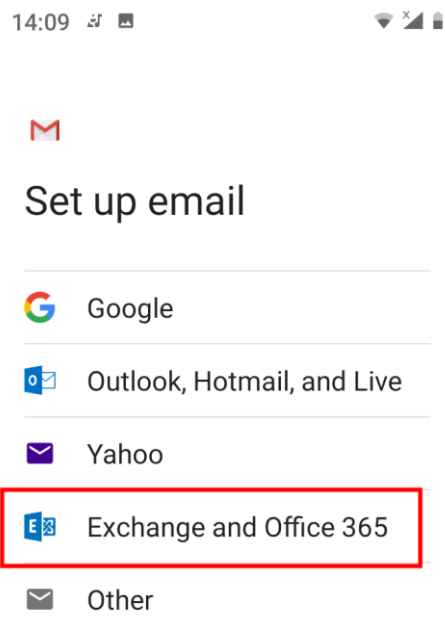 14:09
Set up email
Google
Outlook, Hotmail, and Live
Yahoo
Exchange and Office 365
Other